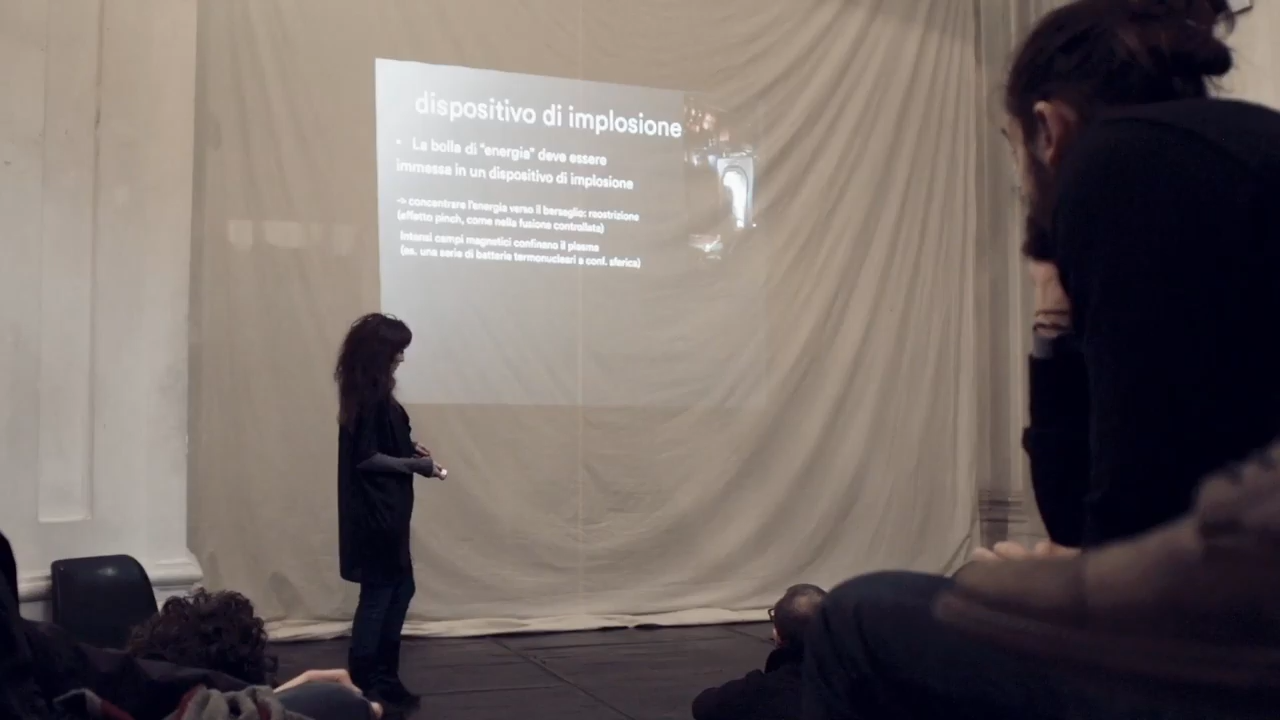 dispositivo di implosione
• La bolla di "energia" deve essere
immessa in un dispositivo di implosione
-> concentrare l'energia verso il bersaglio: reostrizione
(effetto pinch, come nella fusione controllata)
Intensi campi magnetici confinano il plasma
(es. una serie di batterie termonucleari a conf. sferica)